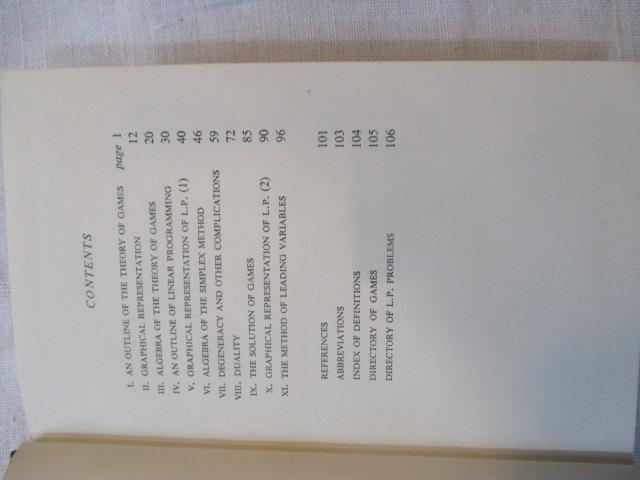 CONTENTS
I. AN OUTLINE OF THE THEORY OF GAMES page 1
II. GRAPHICAL REPRESENTATION 12
III. ALGEBRA OF THE THEORY OF GAMES 20
IV. AN OUTLINE OF LINEAR PROGRAMMING 30
V. GRAPHICAL REPRESENTATION OF L.P. (1) 40
VI. ALGEBRA OF THE SIMPLEX METHOD 46
VII. DEGENERACY AND OTHER COMPLICATIONS 59
VIII. DUALITY 72
IX. THE SOLUTION OF GAMES 85
X. GRAPHICAL REPRESENTATION OF L.P. (2) 90
XI. THE METHOD OF LEADING VARIABLES 96
REFERENCES 101
ABBREVIATIONS 103
INDEX OF DEFINITIONS 104
DIRECTORY OF GAMES 105
DIRECTORY OF L.P. PROBLEMS 106